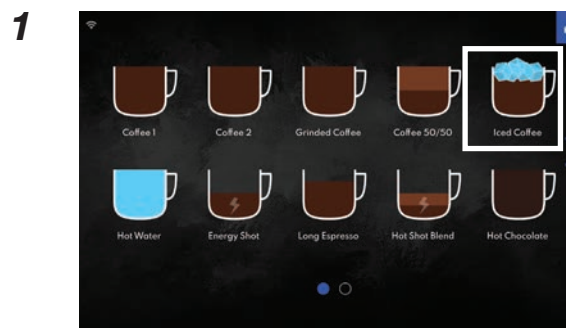 1
Coffee 1
Coffee 2
Grinded Coffee
Coffee 50/50
Iced Coffee
Hot Water
Energy Shot
Long Espresso
Hot Shot Blend
Hot Chocolate